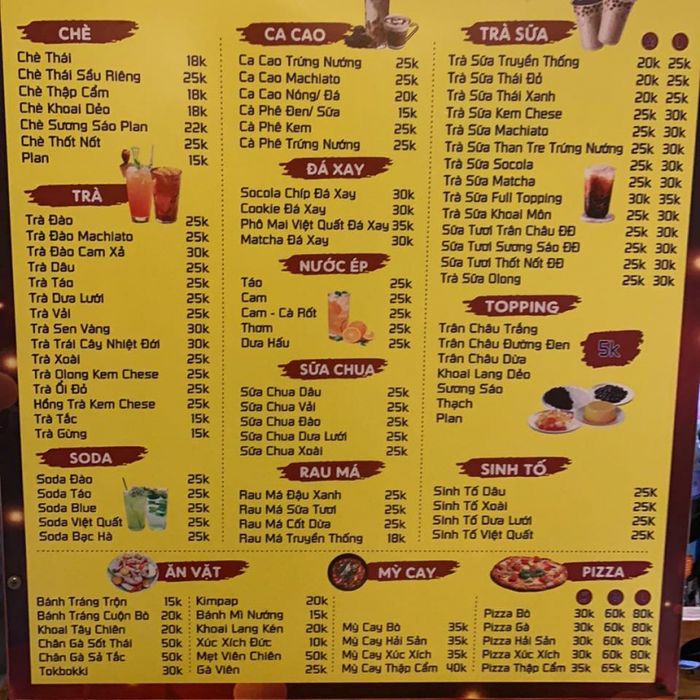 CHÈ
Chè Thái 18k
Chè Thái Sầu Riêng 25k
Chè Thập Cẩm 18k
Chè Khoai Dẻo 18k
Chè Sương Sáo Plan 22k
Chè Thốt Nốt 25k
Plan 15k
TRÀ
Trà Đào 25k
Trà Đào Machiato 25k
Trà Đào Cam Xả 30k
Trà Dâu 25k
Trà Táo 25k
Trà Dưa Lưới 25k
Trà Vải 25k
Trà Sen Vàng 30k
Trà Trái Cây Nhiệt Đới 30k
Trà Xoài 25k
Trà Olong Kem Chese 25k
Trà Ổi Đỏ 25k
Hồng Trà Kem Chese 25k
Trà Tắc 15k
Trà Gừng 15k
SODA
Soda Đào 25k
Soda Táo 25k
Soda Blue 25k
Soda Việt Quất 25k
Soda Bạc Hà 25k
CA CAO
Ca Cao Trứng Nướng 25k
Ca Cao Machiato 25k
Ca Cao Nóng/ Đá 20k
Cà Phê Đen/ Sữa 15k
Cà Phê Kem 25k
Cà Phê Trứng Nướng 25k
ĐÁ XAY
Socola Chíp Đá Xay 30k
Cookie Đá Xay 30k
Phô Mai Việt Quất Đá Xay 35k
Matcha Đá Xay 30k
NƯỚC ÉP
Táo 25k
Cam 25k
Cam - Cà Rốt 25k
Thơm 25k
Dưa Hấu 25k
SỮA CHUA
Sữa Chua Dâu 25k
Sữa Chua Vải 25k
Sữa Chua Đào 25k
Sữa Chua Dưa Lưới 25k
Sữa Chua Xoài 25k
RAU MÁ
Rau Má Đậu Xanh 25k
Rau Má Sữa Tươi 25k
Rau Má Cốt Dừa 25k
Rau Má Truyền Thống 18k
TRÀ SỮA
Trà Sữa Truyền Thống 20k 25k
Trà Sữa Thái Đỏ 20k 25k
Trà Sữa Thái Xanh 20k 25k
Trà Sữa Kem Chese 25k 30k
Trà Sữa Machiato 25k 30k
Trà Sữa Than Tre Trứng Nướng 25k 30k
Trà Sữa Socola 25k 30k
Trà Sữa Matcha 25k 30k
Trà Sữa Full Topping 30k 35k
Trà Sữa Khoai Môn 25k 30k
Sữa Tươi Trân Châu ĐĐ 25k 30k
Sữa Tươi Sương Sáo ĐĐ 25k 30k
Sữa Tươi Thốt Nốt ĐĐ 25k 30k
Trà Sữa Olong 25k 30k
TOPPING
Trân Châu Trắng
Trân Châu Đường Đen
Trân Châu Dừa
Khoai Lang Dẻo
Sương Sáo
Thạch
Plan
5k
SINH TỐ
Sinh Tố Dâu 25K
Sinh Tố Xoài 25K
Sinh Tố Dưa Lưới 25K
Sinh Tố Việt Quất 25K
ĂN VẶT
Bánh Tráng Trộn 15k
Bánh Tráng Cuộn Bò 20k
Khoai Tây Chiên 20k
Chân Gà Sốt Thái 50k
Chân Gà Sả Tắc 50k
Tokbokki 30k
Kimpap 20k
Bánh Mì Nướng 15k
Khoai Lang Kén 20k
Xúc Xích Đức 10k
Mẹt Viên Chiên 50k
Gà Viên 25k
MỲ CAY
Mỳ Cay Bò 35k
Mỳ Cay Hải Sản 35k
Mỳ Cay Xúc Xích 35k
Mỳ Cay Thập Cẩm 40k
PIZZA
Pizza Bò 30k 60k 80k
Pizza Gà 30k 60k 80k
Pizza Hải Sản 30k 60k 80k
Pizza Xúc Xích 30k 60k 80k
Pizza Thập Cẩm 35k 65k 85k